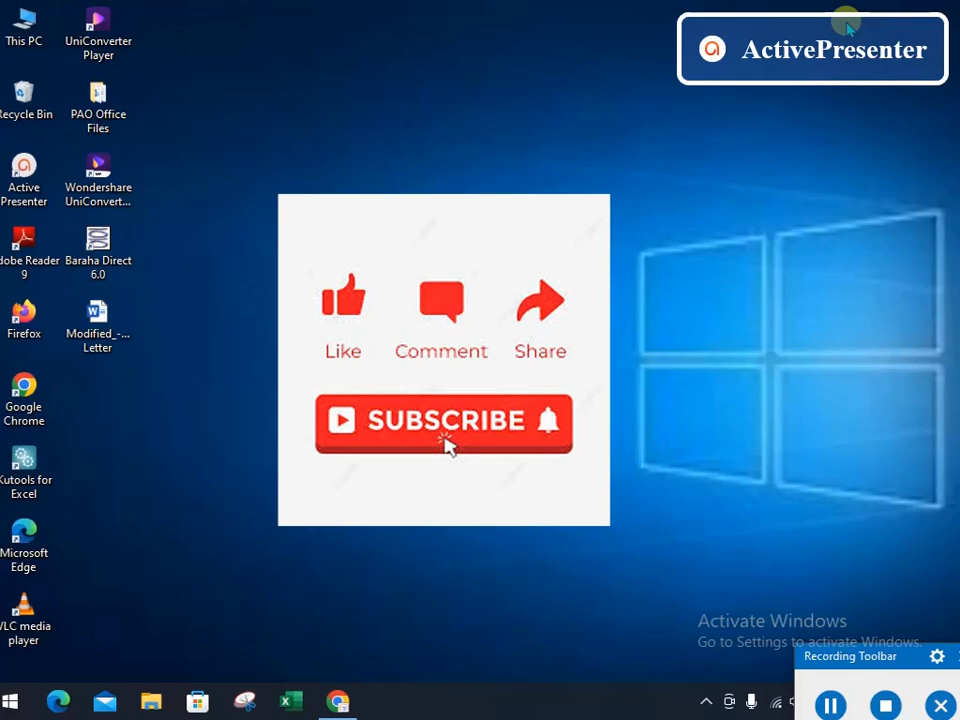 ActivePresenter
This PC
UniConverter
Player
Recycle Bin
PAO Office
Files
Active
Presenter
Wondershare
UniConvert...
dobe Reader
9
Baraha Direct
6.0
Firefox
Modified_-...
Letter
Google
Chrome
Kutools for
Excel
Microsoft
Edge
VLC media
player
Like
Comment
Share
SUBSCRIBE
Activate Windows
Go to Settings to activate Windows.
Recording Toolbar